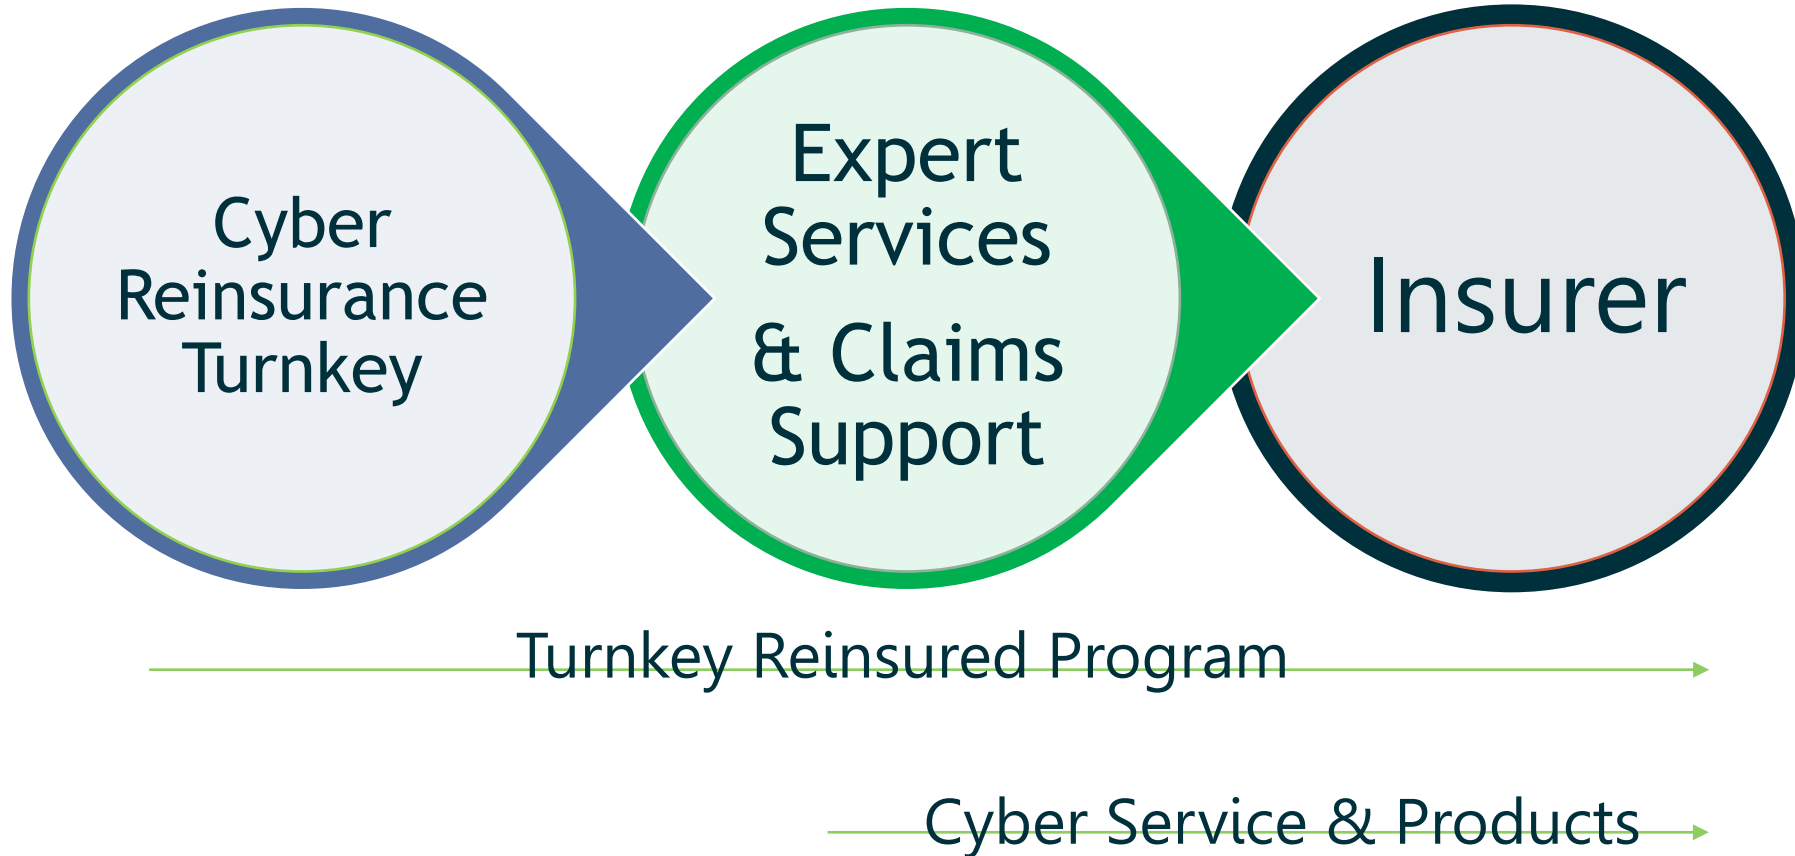 Cyber
Reinsurance
Turnkey
Expert
Services
& Claims
Support
Insurer
Turnkey Reinsured Program
Cyber Service & Products